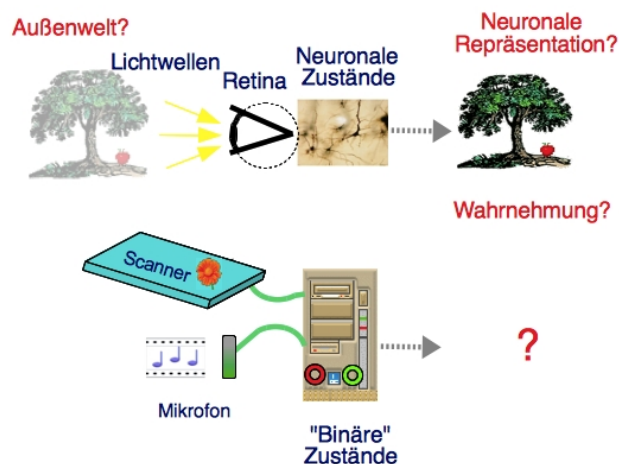 Außenwelt?
Lichtwellen
Retina
Neuronale
Zustände
Neuronale
Repräsentation?
Wahrnehmung?
Scanner
Mikrofon
"Binäre"
Zustände
?